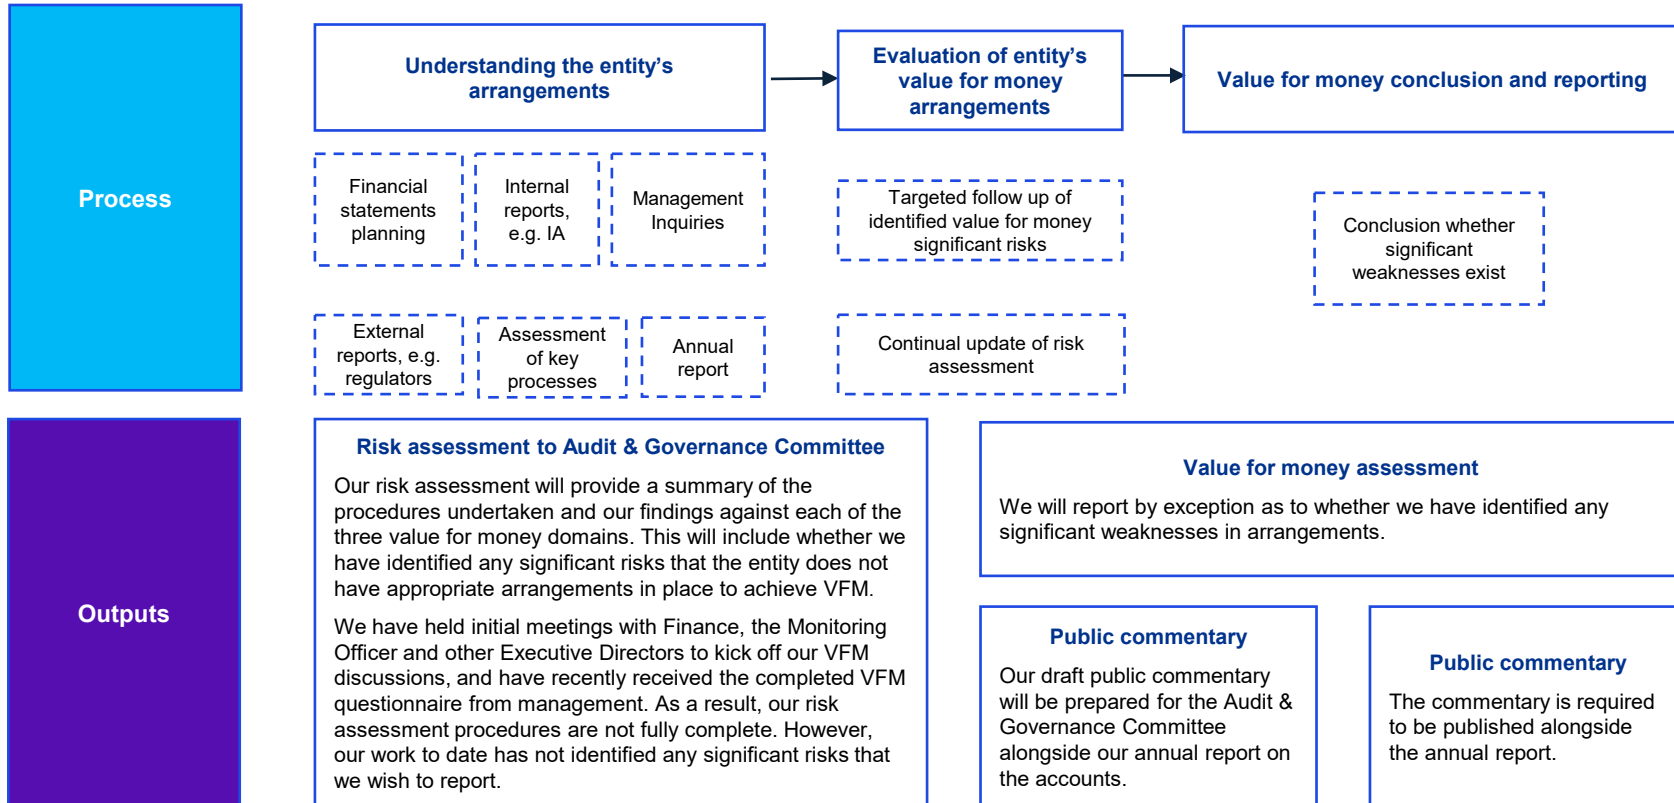 Process
Understanding the entity's
arrangements
Evaluation of entity's
value for money
arrangements
Value for money conclusion and reporting
Financial
statements
planning
Internal
reports,
e.g. IA
Management
Inquiries
Targeted follow up of
identified value for money
significant risks
Conclusion whether
significant
weaknesses exist
External
reports, e.g.
regulators
Assessment
of key
processes
Annual
report
Continual update of risk
assessment
Outputs
Risk assessment to Audit & Governance Committee
Our risk assessment will provide a summary of the
procedures undertaken and our findings against each of the
three value for money domains. This will include whether we
have identified any significant risks that the entity does not
have appropriate arrangements in place to achieve VFM.
We have held initial meetings with Finance, the Monitoring
Officer and other Executive Directors to kick off our VFM
discussions, and have recently received the completed VFM
questionnaire from management. As a result, our risk
assessment procedures are not fully complete. However,
our work to date has not identified any significant risks that
we wish to report.
Value for money assessment
We will report by exception as to whether we have identified any
significant weaknesses in arrangements.
Public commentary
Our draft public commentary
will be prepared for the Audit &
Governance Committee
alongside our annual report on
the accounts.
Public commentary
The commentary is required
to be published alongside
the annual report.